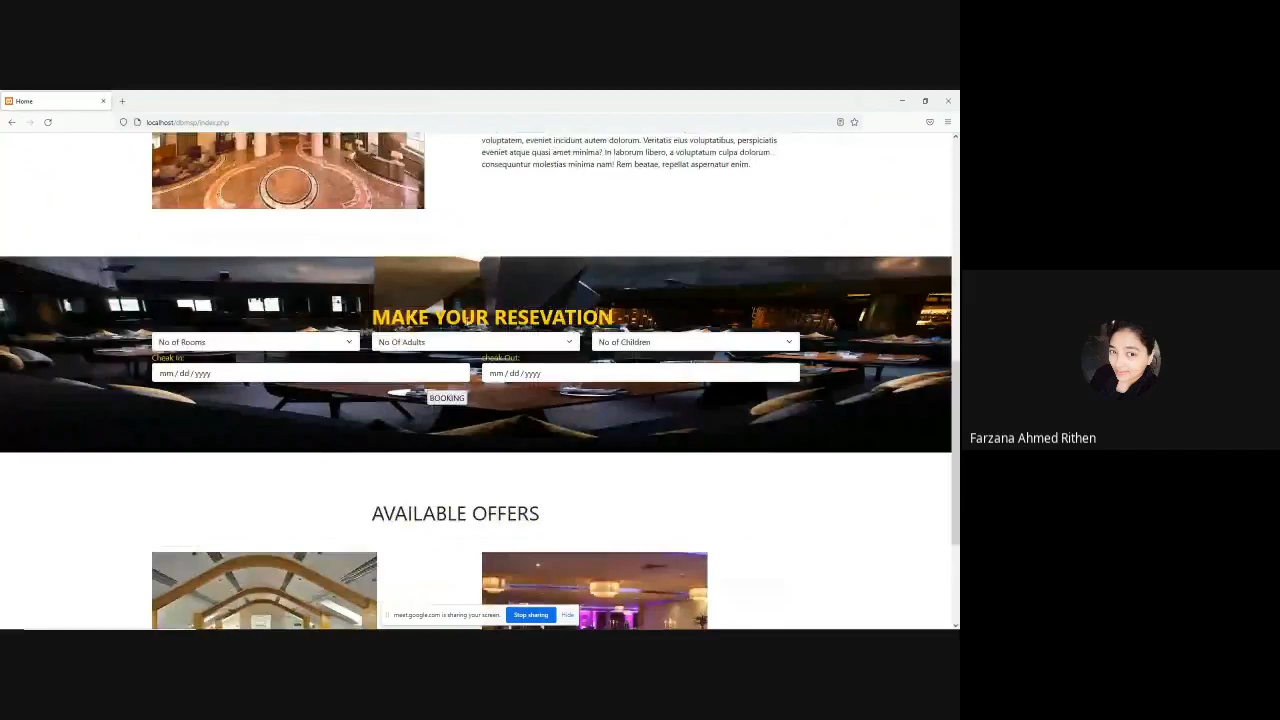 Home
localhost/dbmsp/index.php
voluptatem, eveniet incidunt autem dolorum. Veritatis eius voluptatibus, perspiciatis
eveniet atque quasi amet minima? In laborum libero, a voluptatum culpa dolorum
consequuntur molestias minima nam! Rem beatae, repellat aspernatur enim.
MAKE YOUR RESEVATION
No of Rooms
No Of Adults
No of Children
Cheak In:
cheak Out:
mm / dd / yyyy
mm / dd / yyyy
BOOKING
AVAILABLE OFFERS
meet.google.com is sharing your screen.
Stop sharing
Hide
Farzana Ahmed Rithen